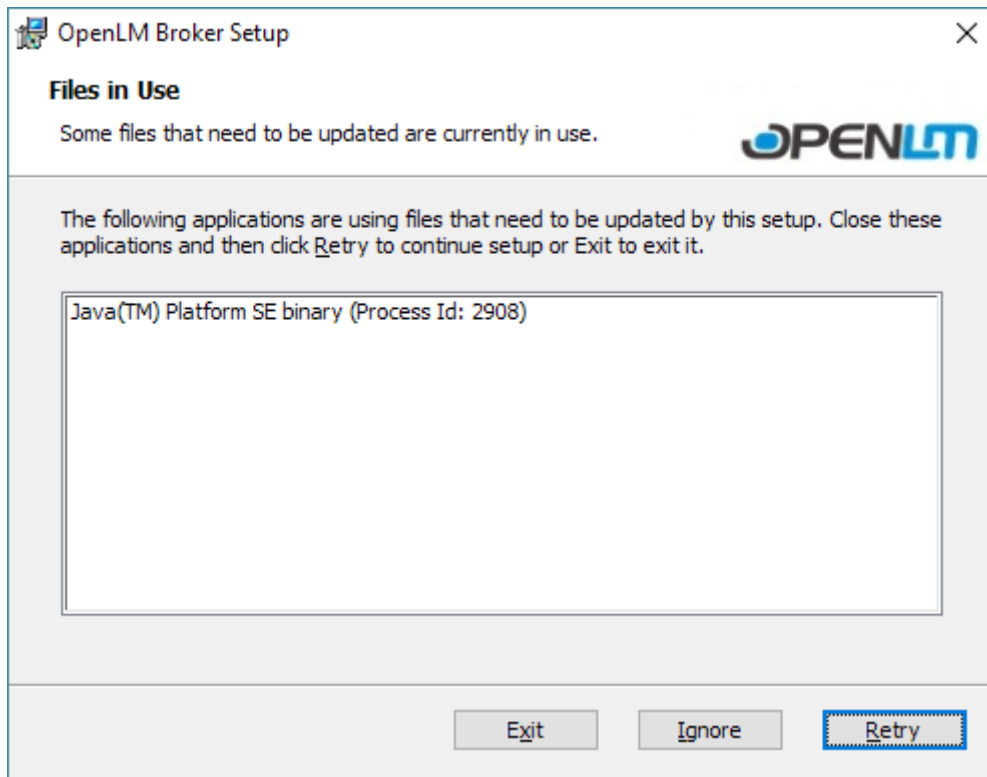 OpenLM Broker Setup
Files in Use
Some files that need to be updated are currently in use.
OPENLM
The following applications are using files that need to be updated by this setup. Close these
applications and then click Retry to continue setup or Exit to exit it.
Java(TM) Platform SE binary (Process Id: 2908)
Exit
Ignore
Retry